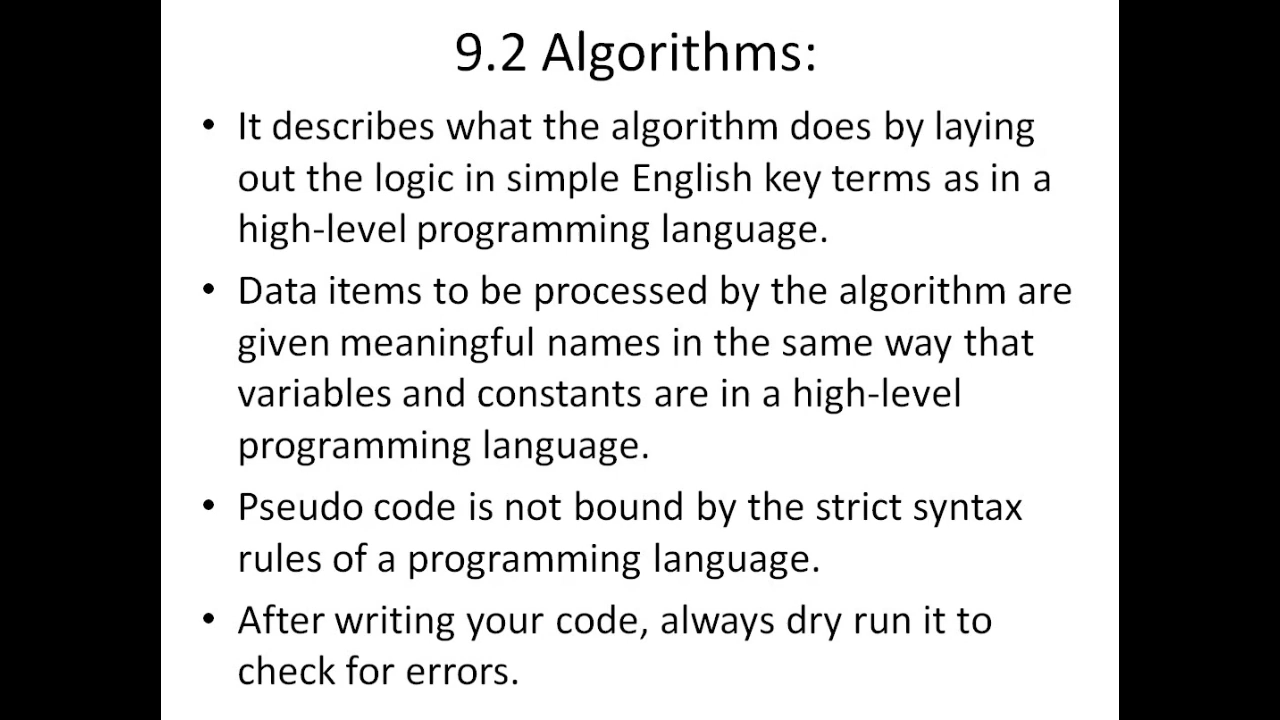 9.2 Algorithms:
• It describes what the algorithm does by laying
out the logic in simple English key terms as in a
high-level programming language.
• Data items to be processed by the algorithm are
given meaningful names in the same way that
variables and constants are in a high-level
programming language.
• Pseudo code is not bound by the strict syntax
rules of a programming language.
• After writing your code, always dry run it to
check for errors.